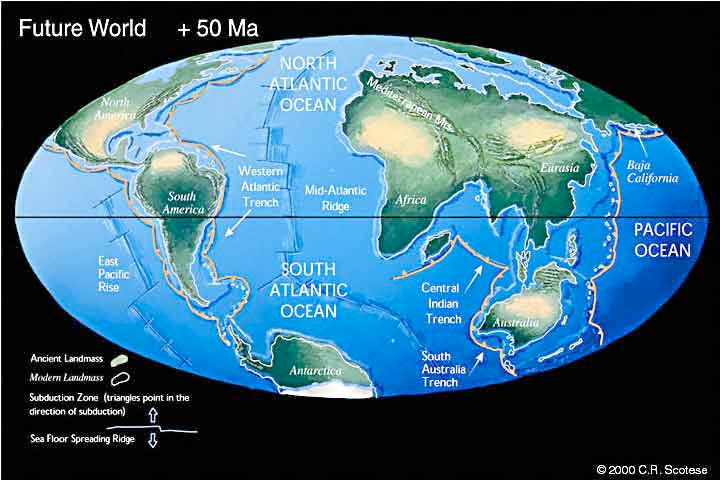 Future World + 50 Ma
NORTH
ATLANTIC
OCEAN
North
America
Mediterranean Mts.
Western
Atlantic
Trench
Mid-Atlantic
Ridge
South
America
Africa
Eurasia
Baja
California
PACIFIC
OCEAN
East
Pacific
Rise
SOUTH
ATLANTIC
OCEAN
Central
Indian
Trench
Australia
South
Australia
Trench
Antarctica
Ancient Landmass
Modern Landmass
Subduction Zone (triangles point in the
direction of subduction)
Sea Floor Spreading Ridge
© 2000 C.R. Scotese